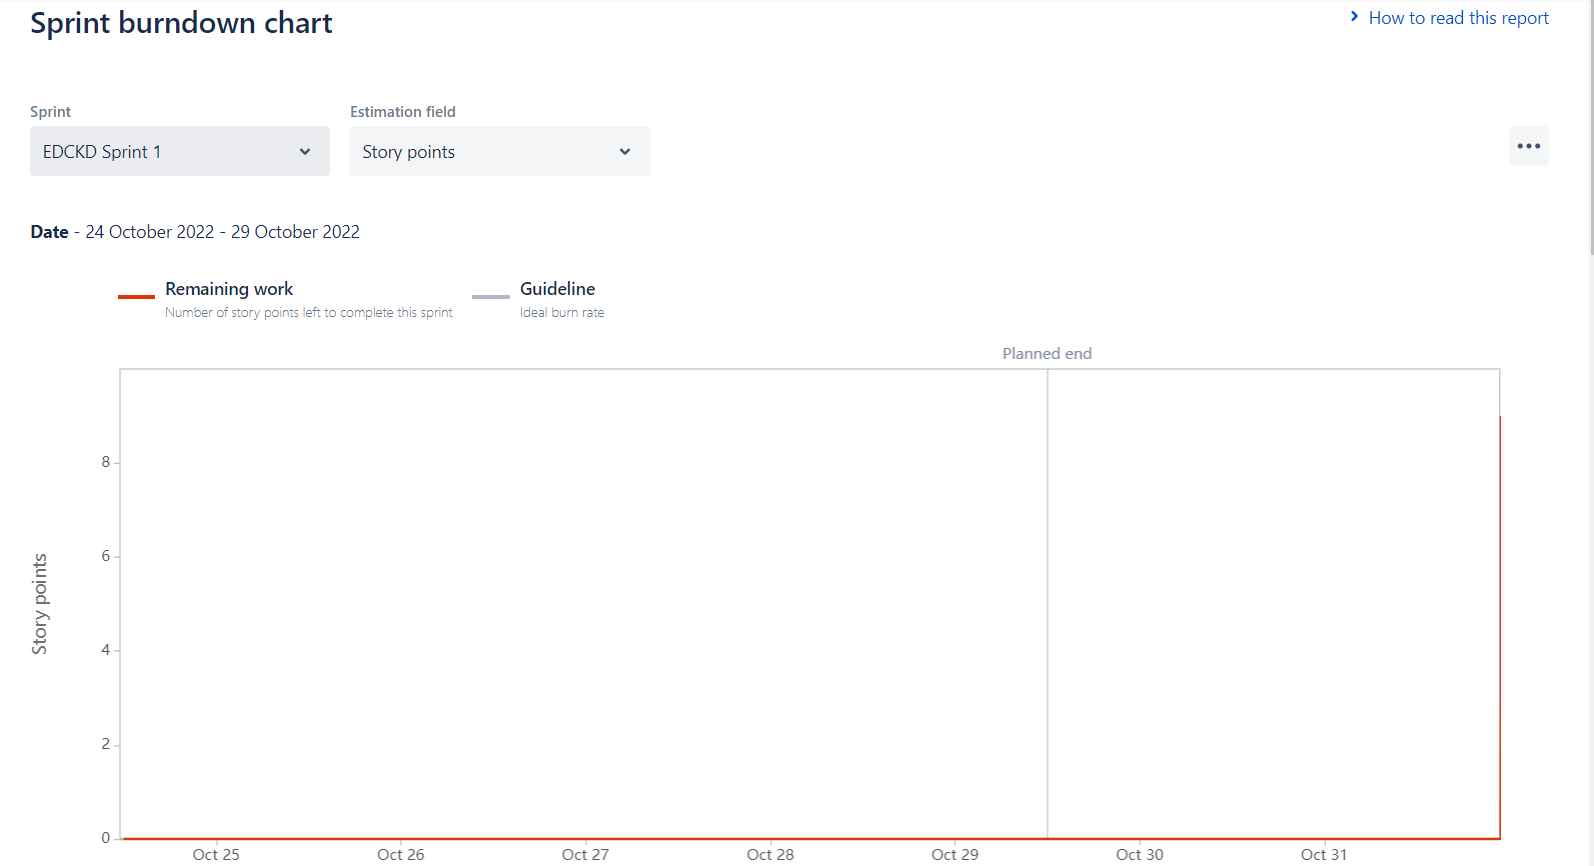 Sprint burndown chart
How to read this report
Sprint
Estimation field
EDCKD Sprint 1
Story points
Date - 24 October 2022 - 29 October 2022
Remaining work
Number of story points left to complete this sprint
Guideline
Ideal burn rate
Planned end
8
6
4
2
0
Story points
Oct 25 Oct 26 Oct 27 Oct 28 Oct 29 Oct 30 Oct 31